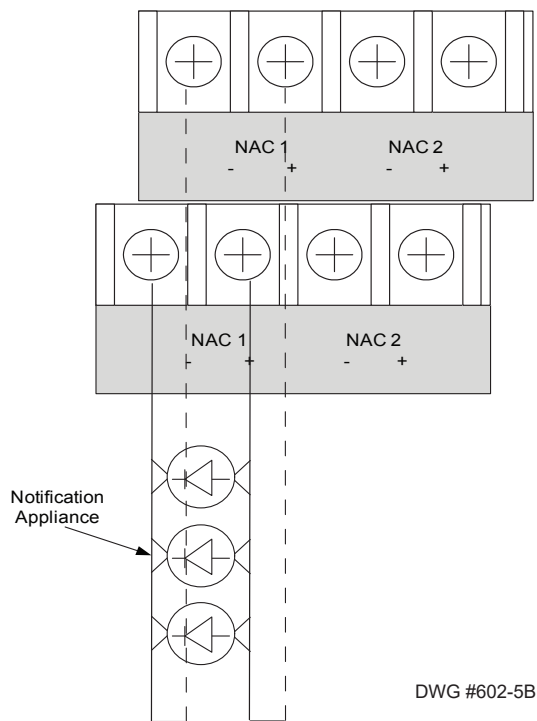 NAC 1 NAC 2
- + - +
NAC 1 NAC 2
- + - +
Notification
Appliance
DWG #602-5B